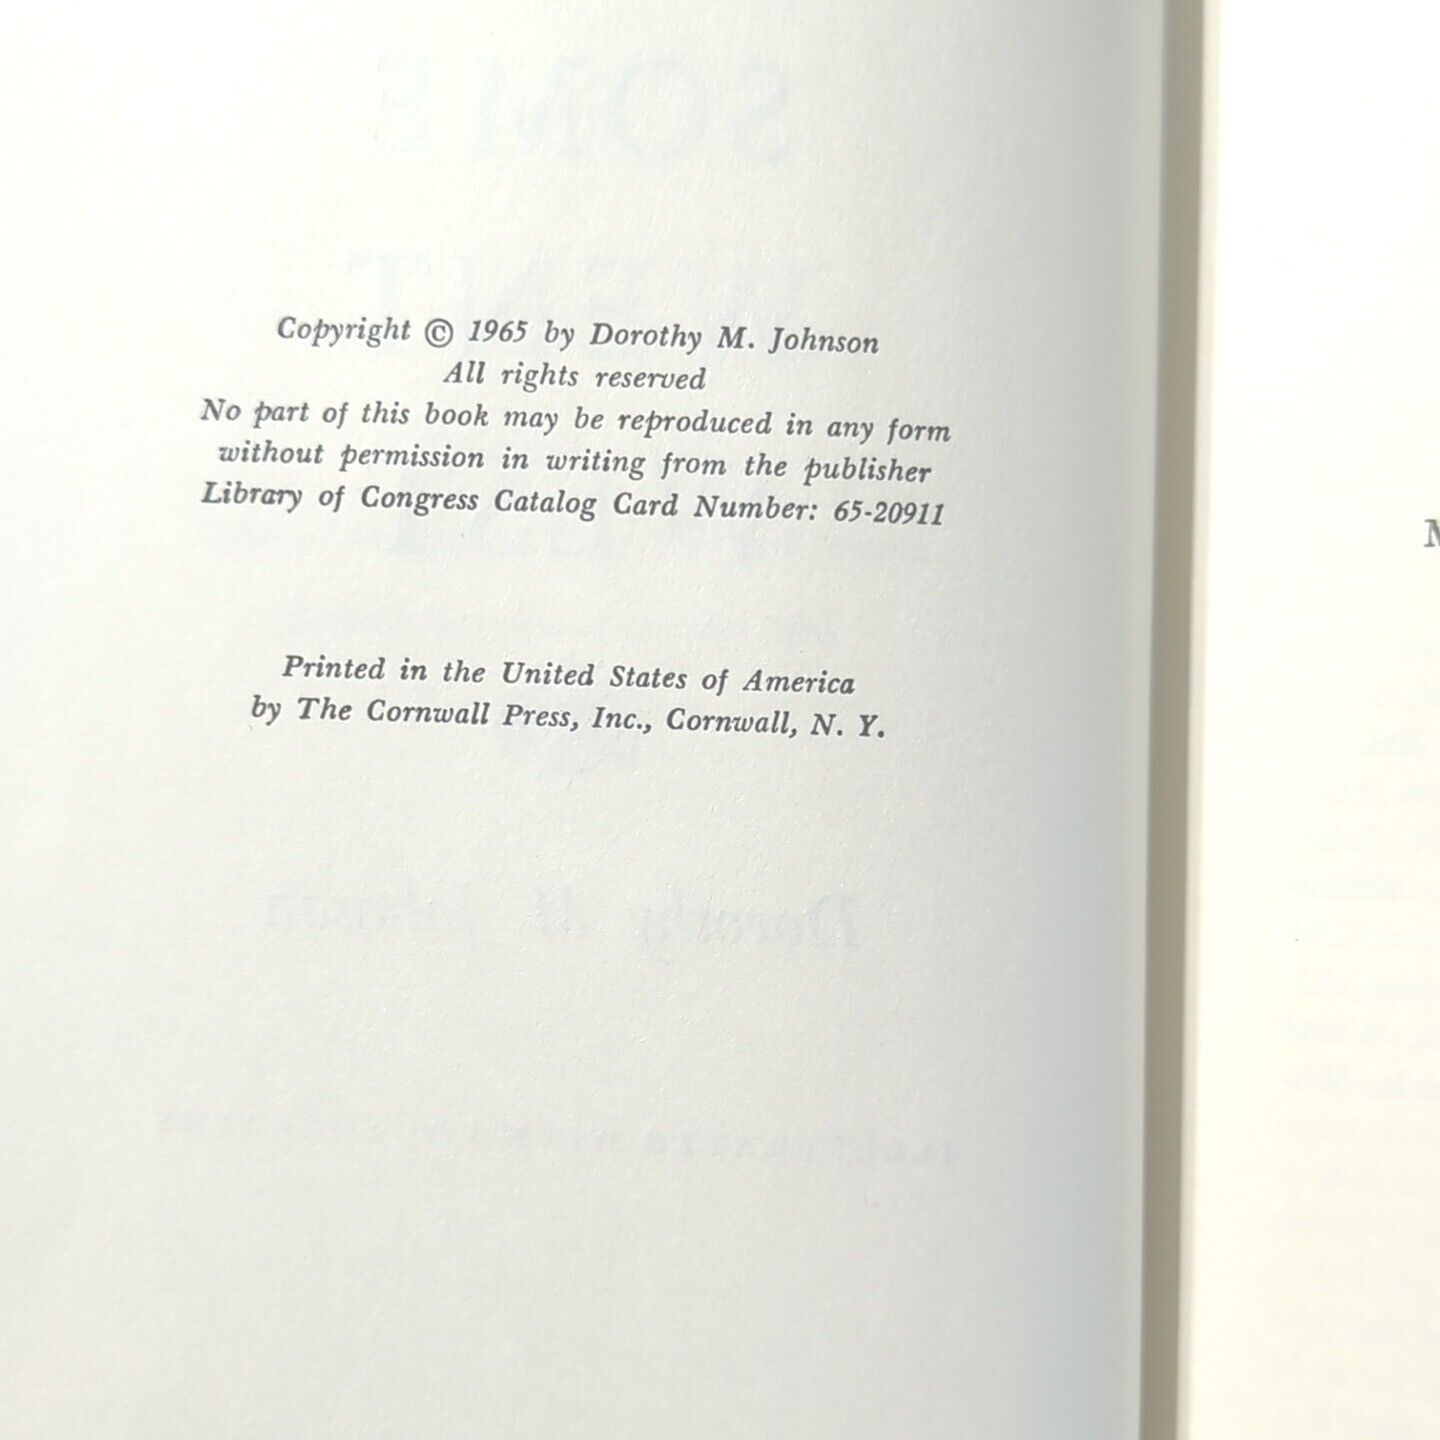 Copyright © 1965 by Dorothy M. Johnson
All rights reserved
No part of this book may be reproduced in any form
without permission in writing from the publisher
Library of Congress Catalog Card Number: 65-20911
Printed in the United States of America
by The Cornwall Press, Inc., Cornwall, N. Y.